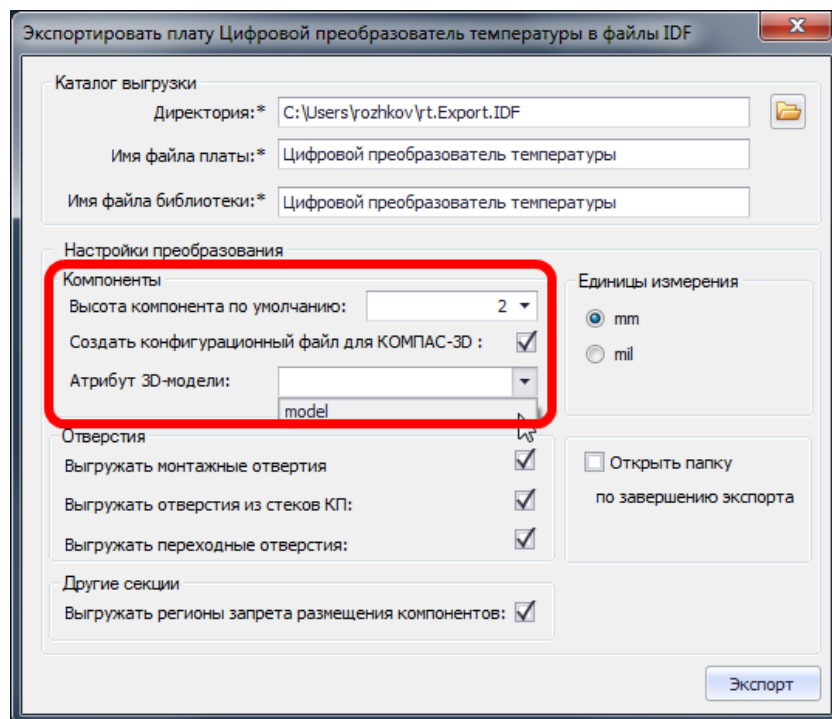 Экспортировать плату Цифровой преобразователь температуры в файлы IDF
Каталог выгрузки
Директория:* C:\Users\rozhkov\rt.Export.IDF
Имя файла платы:* Цифровой преобразователь температуры
Имя файла библиотеки:* Цифровой преобразователь температуры
Настройки преобразования
Компоненты
Высота компонента по умолчанию: 2
Создать конфигурационный файл для КОМПАС-3D :
Атрибут 3D-модели:
model
Единицы измерения
mm
mil
Отверстия
Выгружать монтажные отвертия
Выгружать отверстия из стеков КП:
Выгружать переходные отверстия:
Открыть папку
по завершению экспорта
Другие секции
Выгружать регионы запрета размещения компонентов:
Экспорт